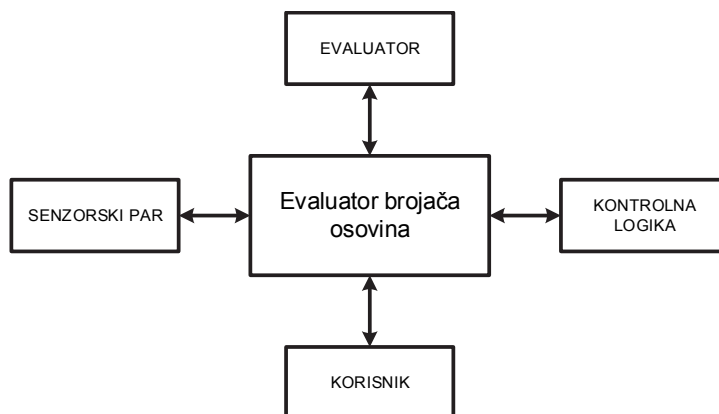 EVALUATOR
SENZORSKI PAR
Evaluator brojača
osovina
KONTROLNA
LOGIKA
KORISNIK